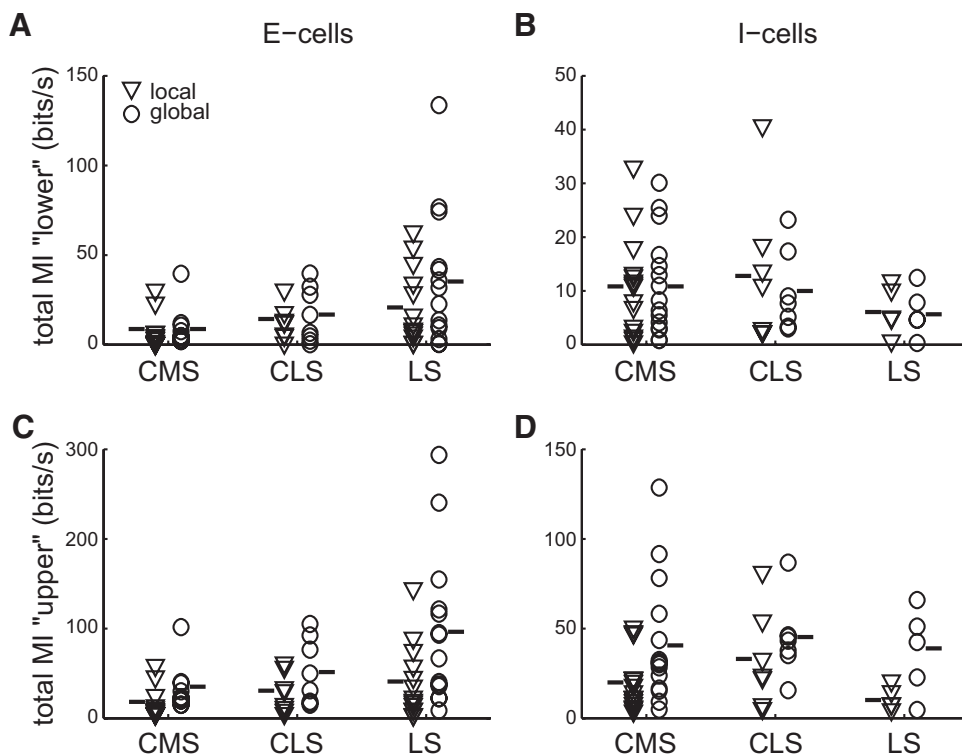 A
E−cells
B
I−cells
total MI "lower" (bits/s)
150
100
50
0
local
global
CMS
CLS
LS
50
40
30
20
10
0
CMS
CLS
LS
C
D
total MI "upper" (bits/s)
300
200
100
0
CMS
CLS
LS
150
100
50
0
CMS
CLS
LS